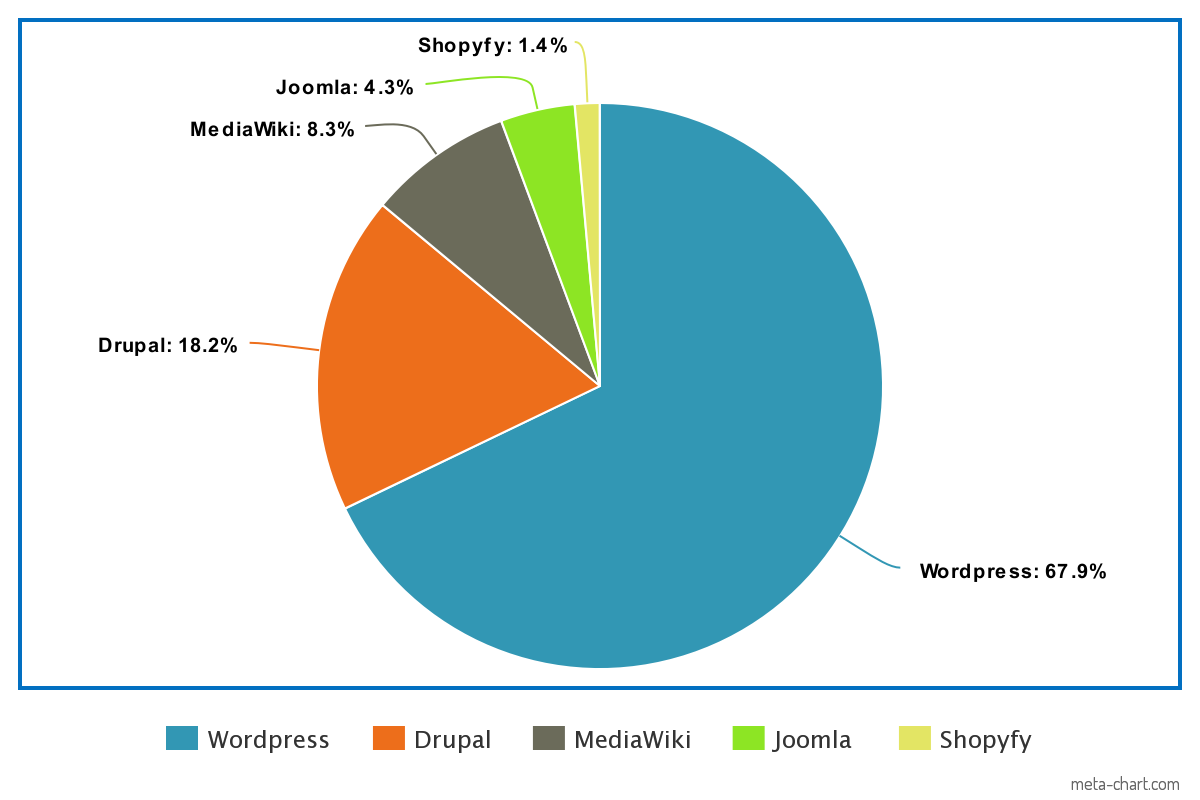 Shopyfy: 1.4%
Joomla: 4.3%
MediaWiki: 8.3%
Drupal: 18.2%
Wordpress: 67.9%
Wordpress Drupal MediaWiki Joomla Shopyfy
meta-chart.com